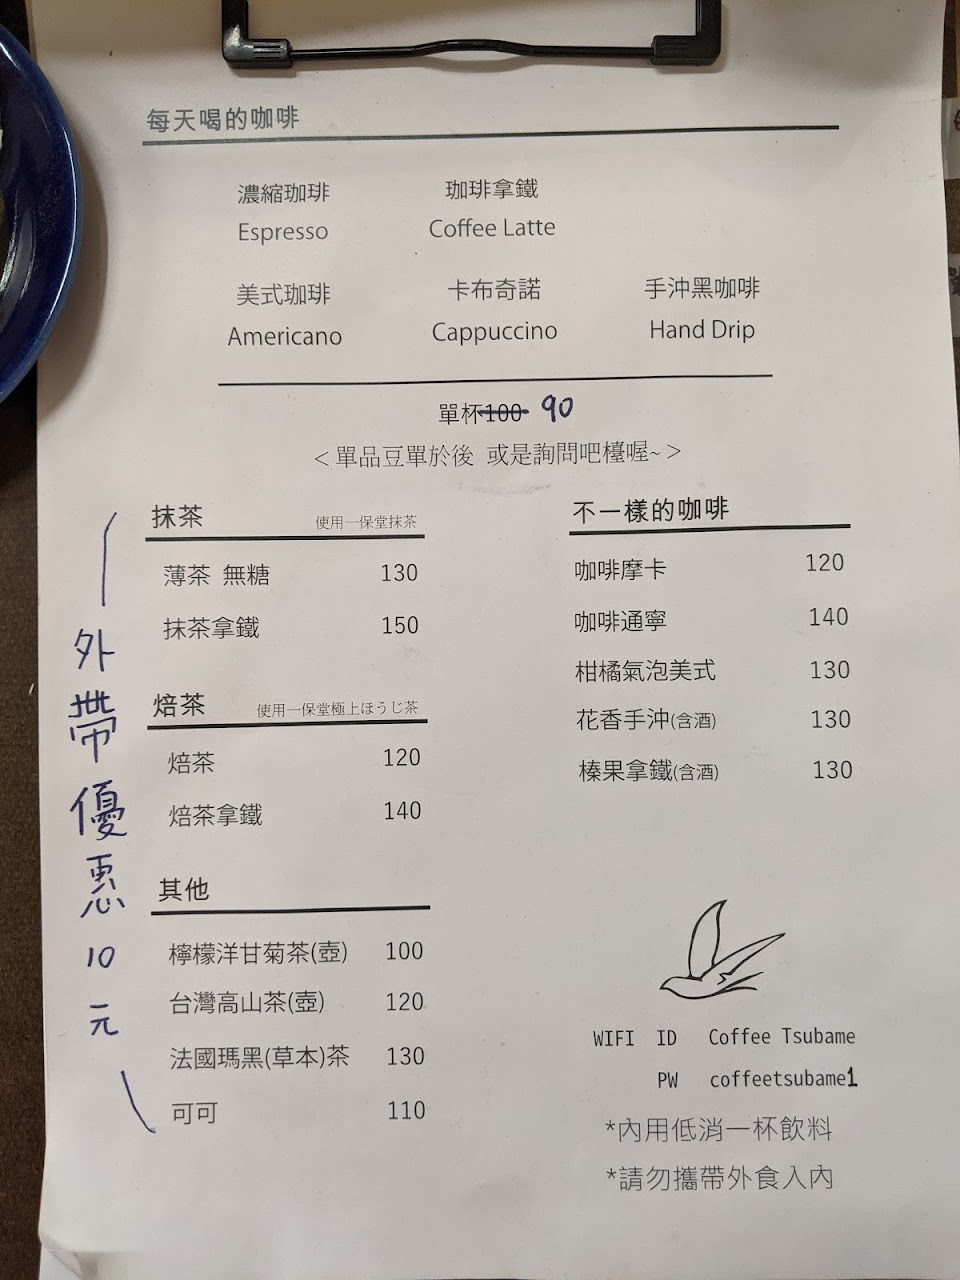 每天喝的咖啡
濃縮珈琲 珈琲拿鐵
Espresso Coffee Latte
美式珈琲 卡布奇諾 手沖黑咖啡
Americano Cappuccino Hand Drip
單杯100 90
<單品豆單於後 或是詢問吧檯喔~>
抹茶 使用一保堂抹茶
薄茶 無糖 130
抹茶拿鐵 150
焙茶 使用一保堂極上ほうじ茶
焙茶 120
焙茶拿鐵 140
其他
檸檬洋甘菊茶(壺) 100
台灣高山茶(壺) 120
法國瑪黑(草本)茶 130
可可 110
外帶優惠10元
不一樣的咖啡
咖啡摩卡 120
咖啡通寧 140
柑橘氣泡美式 130
花香手沖(含酒) 130
榛果拿鐵(含酒) 130
WIFI ID Coffee Tsubame
PW coffeetsubame1
*內用低消一杯飲料
*請勿攜帶外食入內